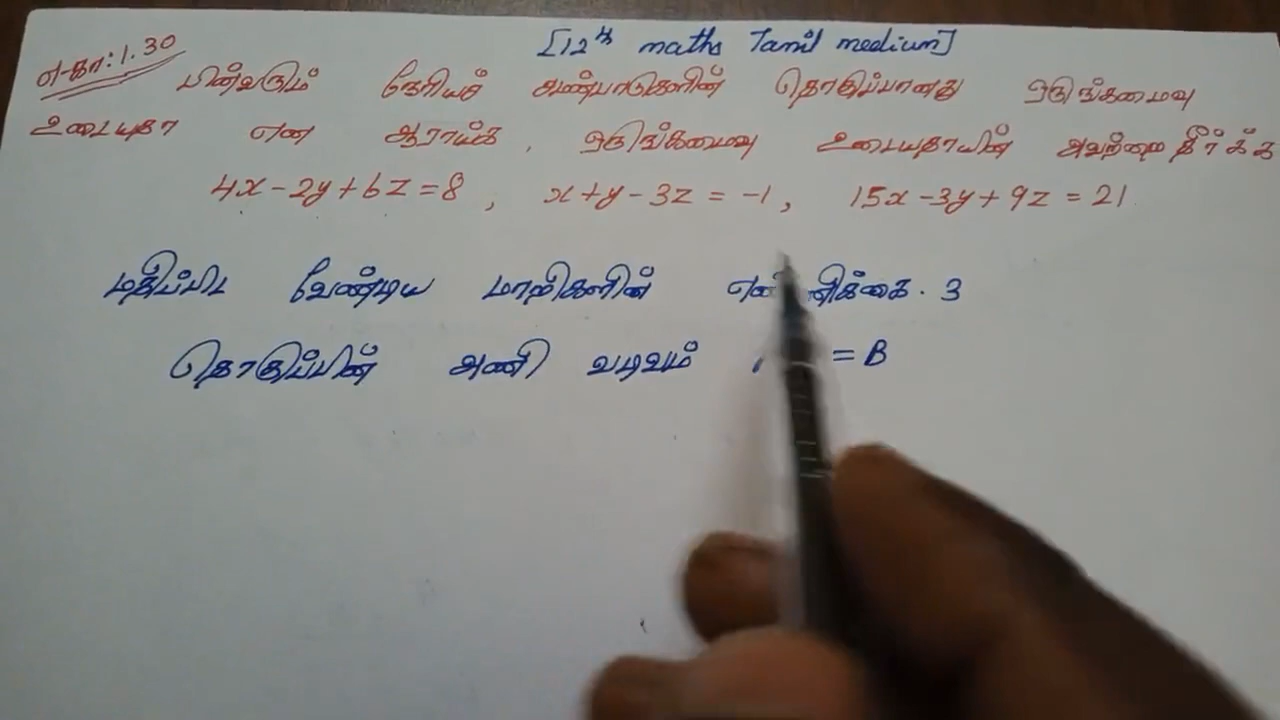 [12th maths Tamil medium]
எ-கா: 1.30
பின்வரும் நேரியச் சமன்பாடுகளின் தொகுப்பானது ஒருங்கமைவு
உடையதா என ஆராய்க , ஒருங்கமைவு உடையதாயின் அவற்றை தீர்க்க
4x - 2y + 6z = 8 , x + y - 3z = -1 , 15x - 3y + 9z = 21
மதிப்பிட வேண்டிய மாறிகளின் . 3
தொகுப்பின் அணி வடிவம் = B